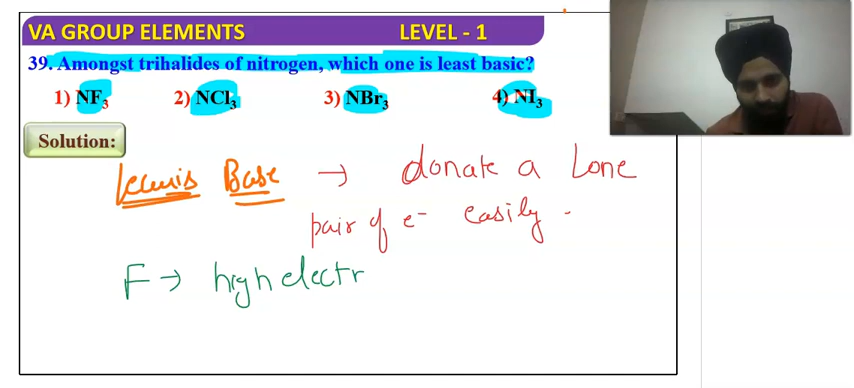 VA GROUP ELEMENTS LEVEL - 1
39. Amongst trihalides of nitrogen, which one is least basic?
1) NF₃ 2) NCl₃ 3) NBr₃ 4) NI₃
Solution:
Lewis Base → donate a Lone
pair of e⁻ easily .
F → high electr